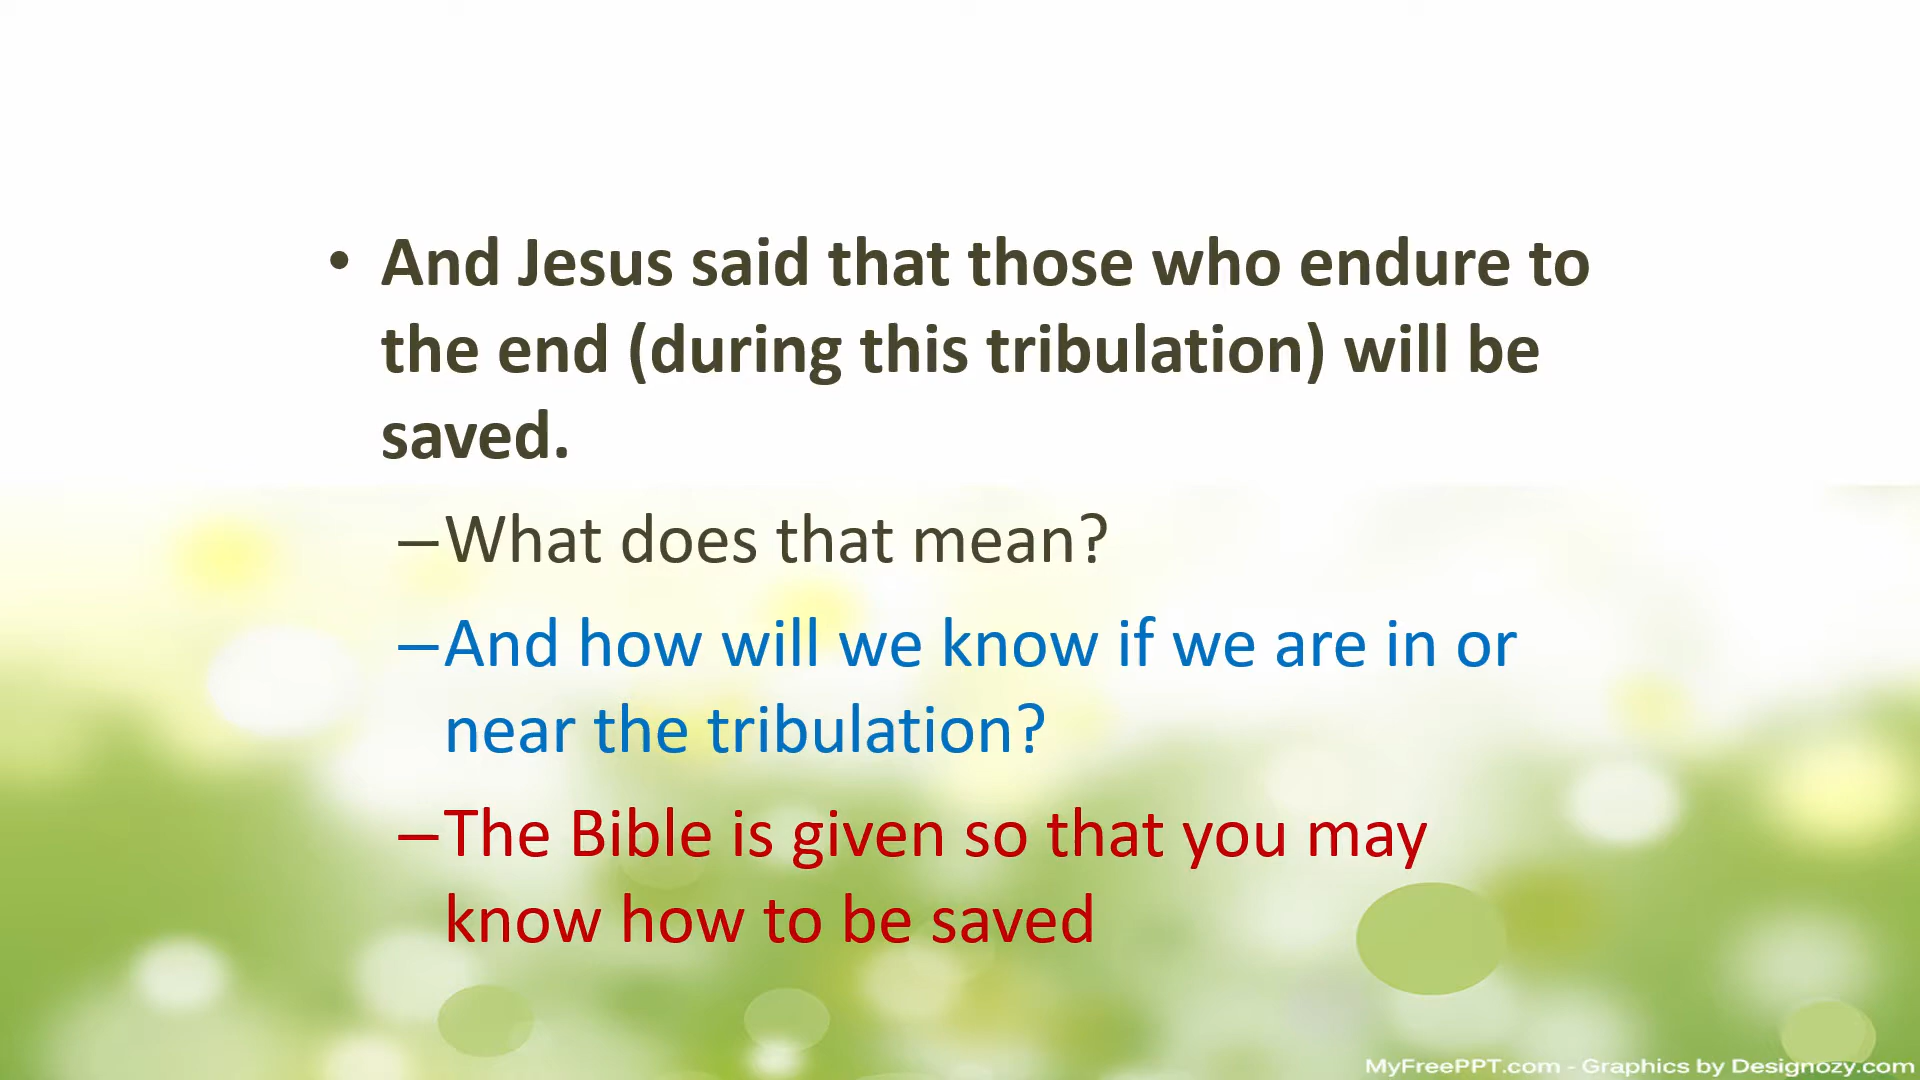 • And Jesus said that those who endure to
the end (during this tribulation) will be
saved.
–What does that mean?
–And how will we know if we are in or
near the tribulation?
–The Bible is given so that you may
know how to be saved
MyFreePPT.com - Graphics by Designozy.com